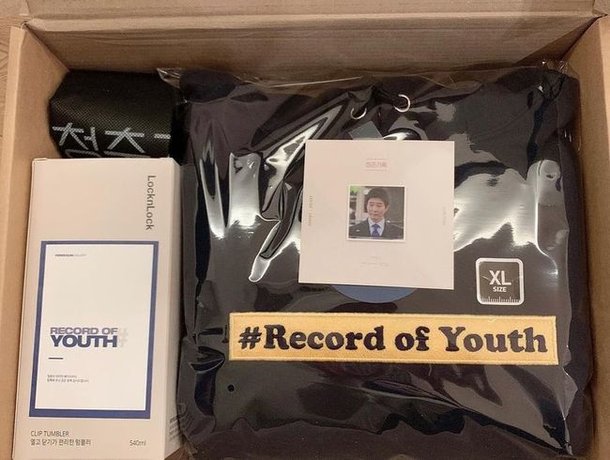 청춘
LocknLock
RECORD OF
YOUTH
CLIP TUMBLER
열고 닫기가 편리한 텀블러
540ml
청춘기록
XL
SIZE
#Record of Youth